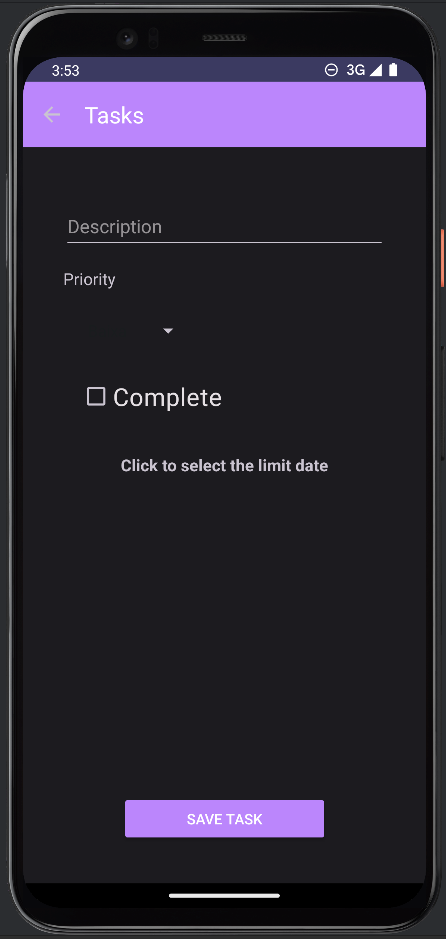 3:53 3G
Tasks
Description
Priority
Complete
Click to select the limit date
SAVE TASK